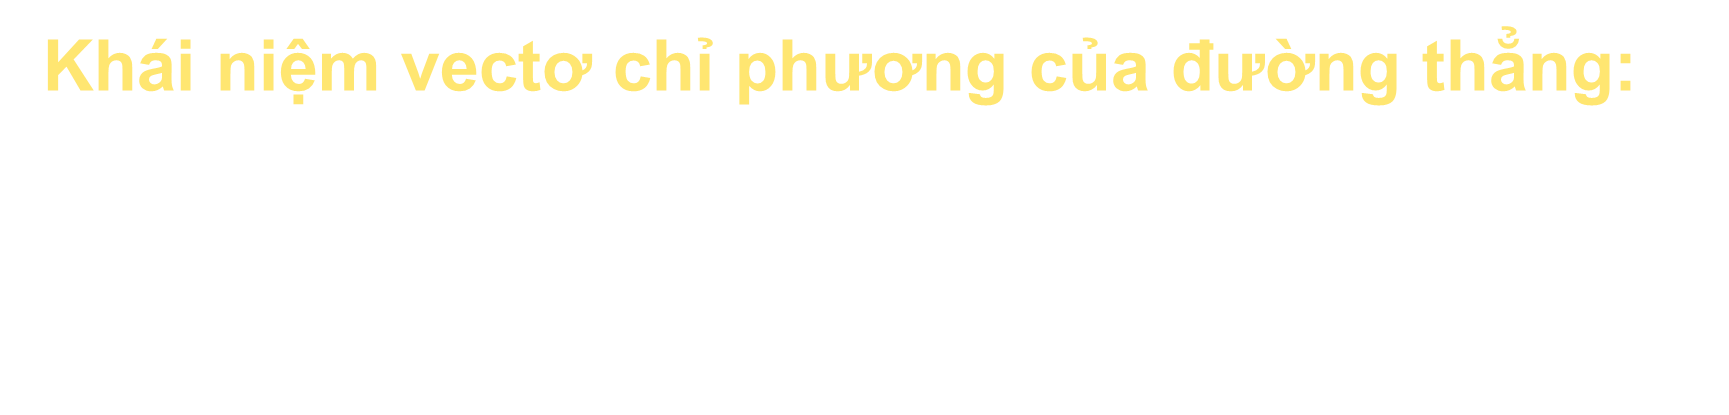 Khái niệm vectơ chỉ phương của đường thẳng: